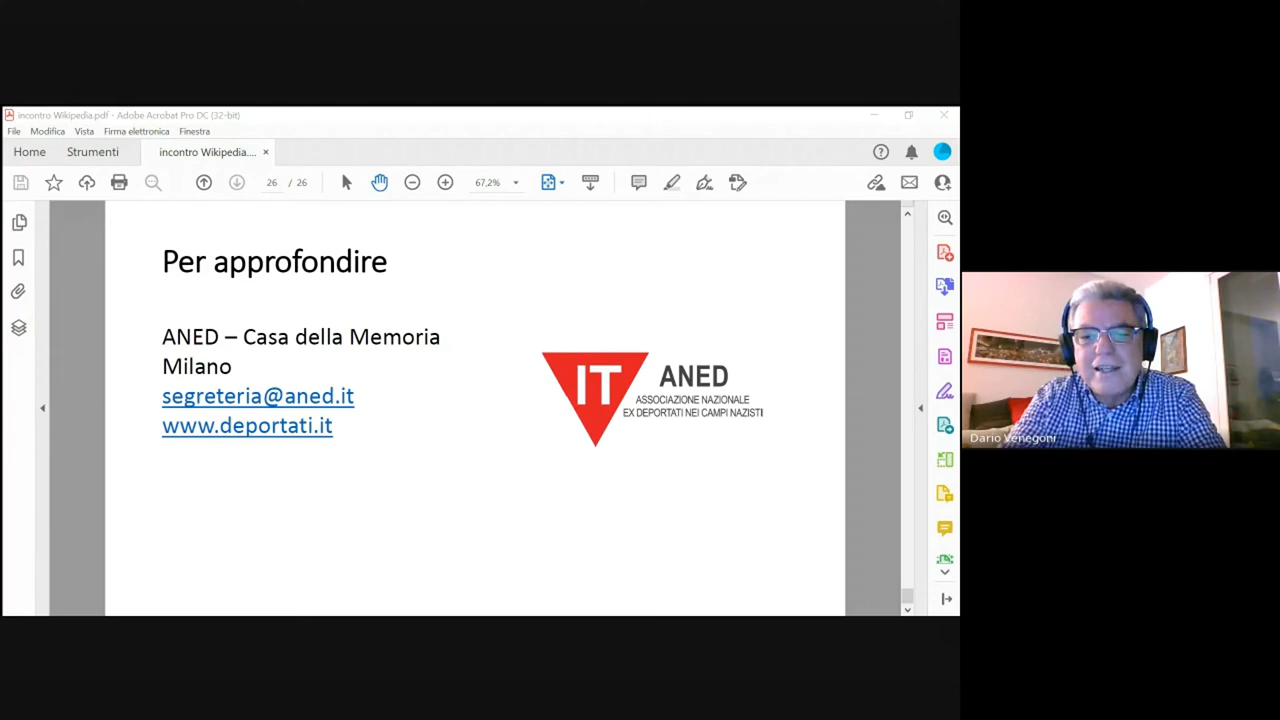 incontro Wikipedia.pdf - Adobe Acrobat Pro DC (32-bit)
File Modifica Vista Firma elettronica Finestra
Home Strumenti incontro Wikipedia....
26 / 26 67,2%
Per approfondire
ANED – Casa della Memoria
Milano
segreteria@aned.it
www.deportati.it
IT ANED
ASSOCIAZIONE NAZIONALE
EX DEPORTATI NEI CAMPI NAZISTI
Dario Venegoni